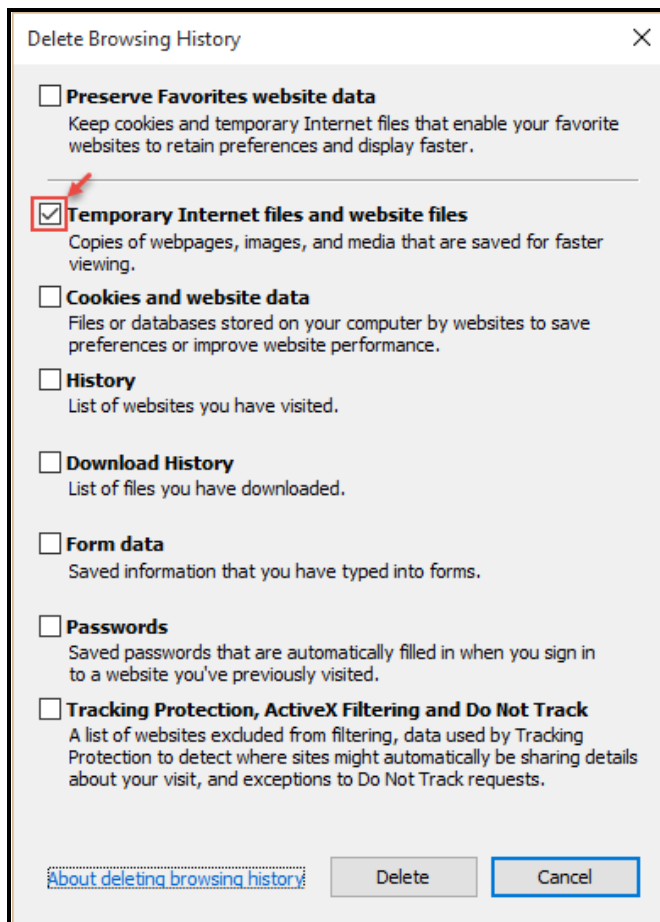 Delete Browsing History
Preserve Favorites website data
Keep cookies and temporary Internet files that enable your favorite
websites to retain preferences and display faster.
Temporary Internet files and website files
Copies of webpages, images, and media that are saved for faster
viewing.
Cookies and website data
Files or databases stored on your computer by websites to save
preferences or improve website performance.
History
List of websites you have visited.
Download History
List of files you have downloaded.
Form data
Saved information that you have typed into forms.
Passwords
Saved passwords that are automatically filled in when you sign in
to a website you've previously visited.
Tracking Protection, ActiveX Filtering and Do Not Track
A list of websites excluded from filtering, data used by Tracking
Protection to detect where sites might automatically be sharing details
about your visit, and exceptions to Do Not Track requests.
About deleting browsing history
Delete
Cancel